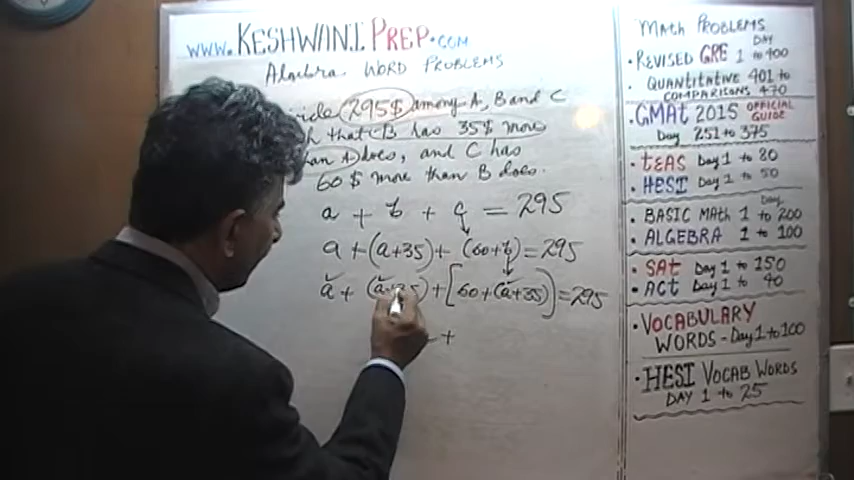 www.KESHWANI PREP.COM
Algebra WORD PROBLEMS
295$ among A, B and C
that B has 35$ more
A does, and C has
60$ more than B does.
a + b + c = 295
a + (a+35) + (60+b) = 295
a + (a+35) + [60+(a+35)] = 295
+
Math PROBLEMS
DAY
• REVISED GRE 1 to 400
• QUANTITATIVE 401 to
COMPARISONS 470
• GMAT 2015 OFFICIAL GUIDE
Day 251 to 375
• TEAS Day 1 to 80
• HESI Day 1 to 50
Day
• BASIC MATH 1 to 200
• ALGEBRA 1 to 100
• SAT Day 1 to 150
• ACT Day 1 to 40
• VOCABULARY
WORDS - Day 1 to 100
• HESI VOCAB WORDS
DAY 1 to 25